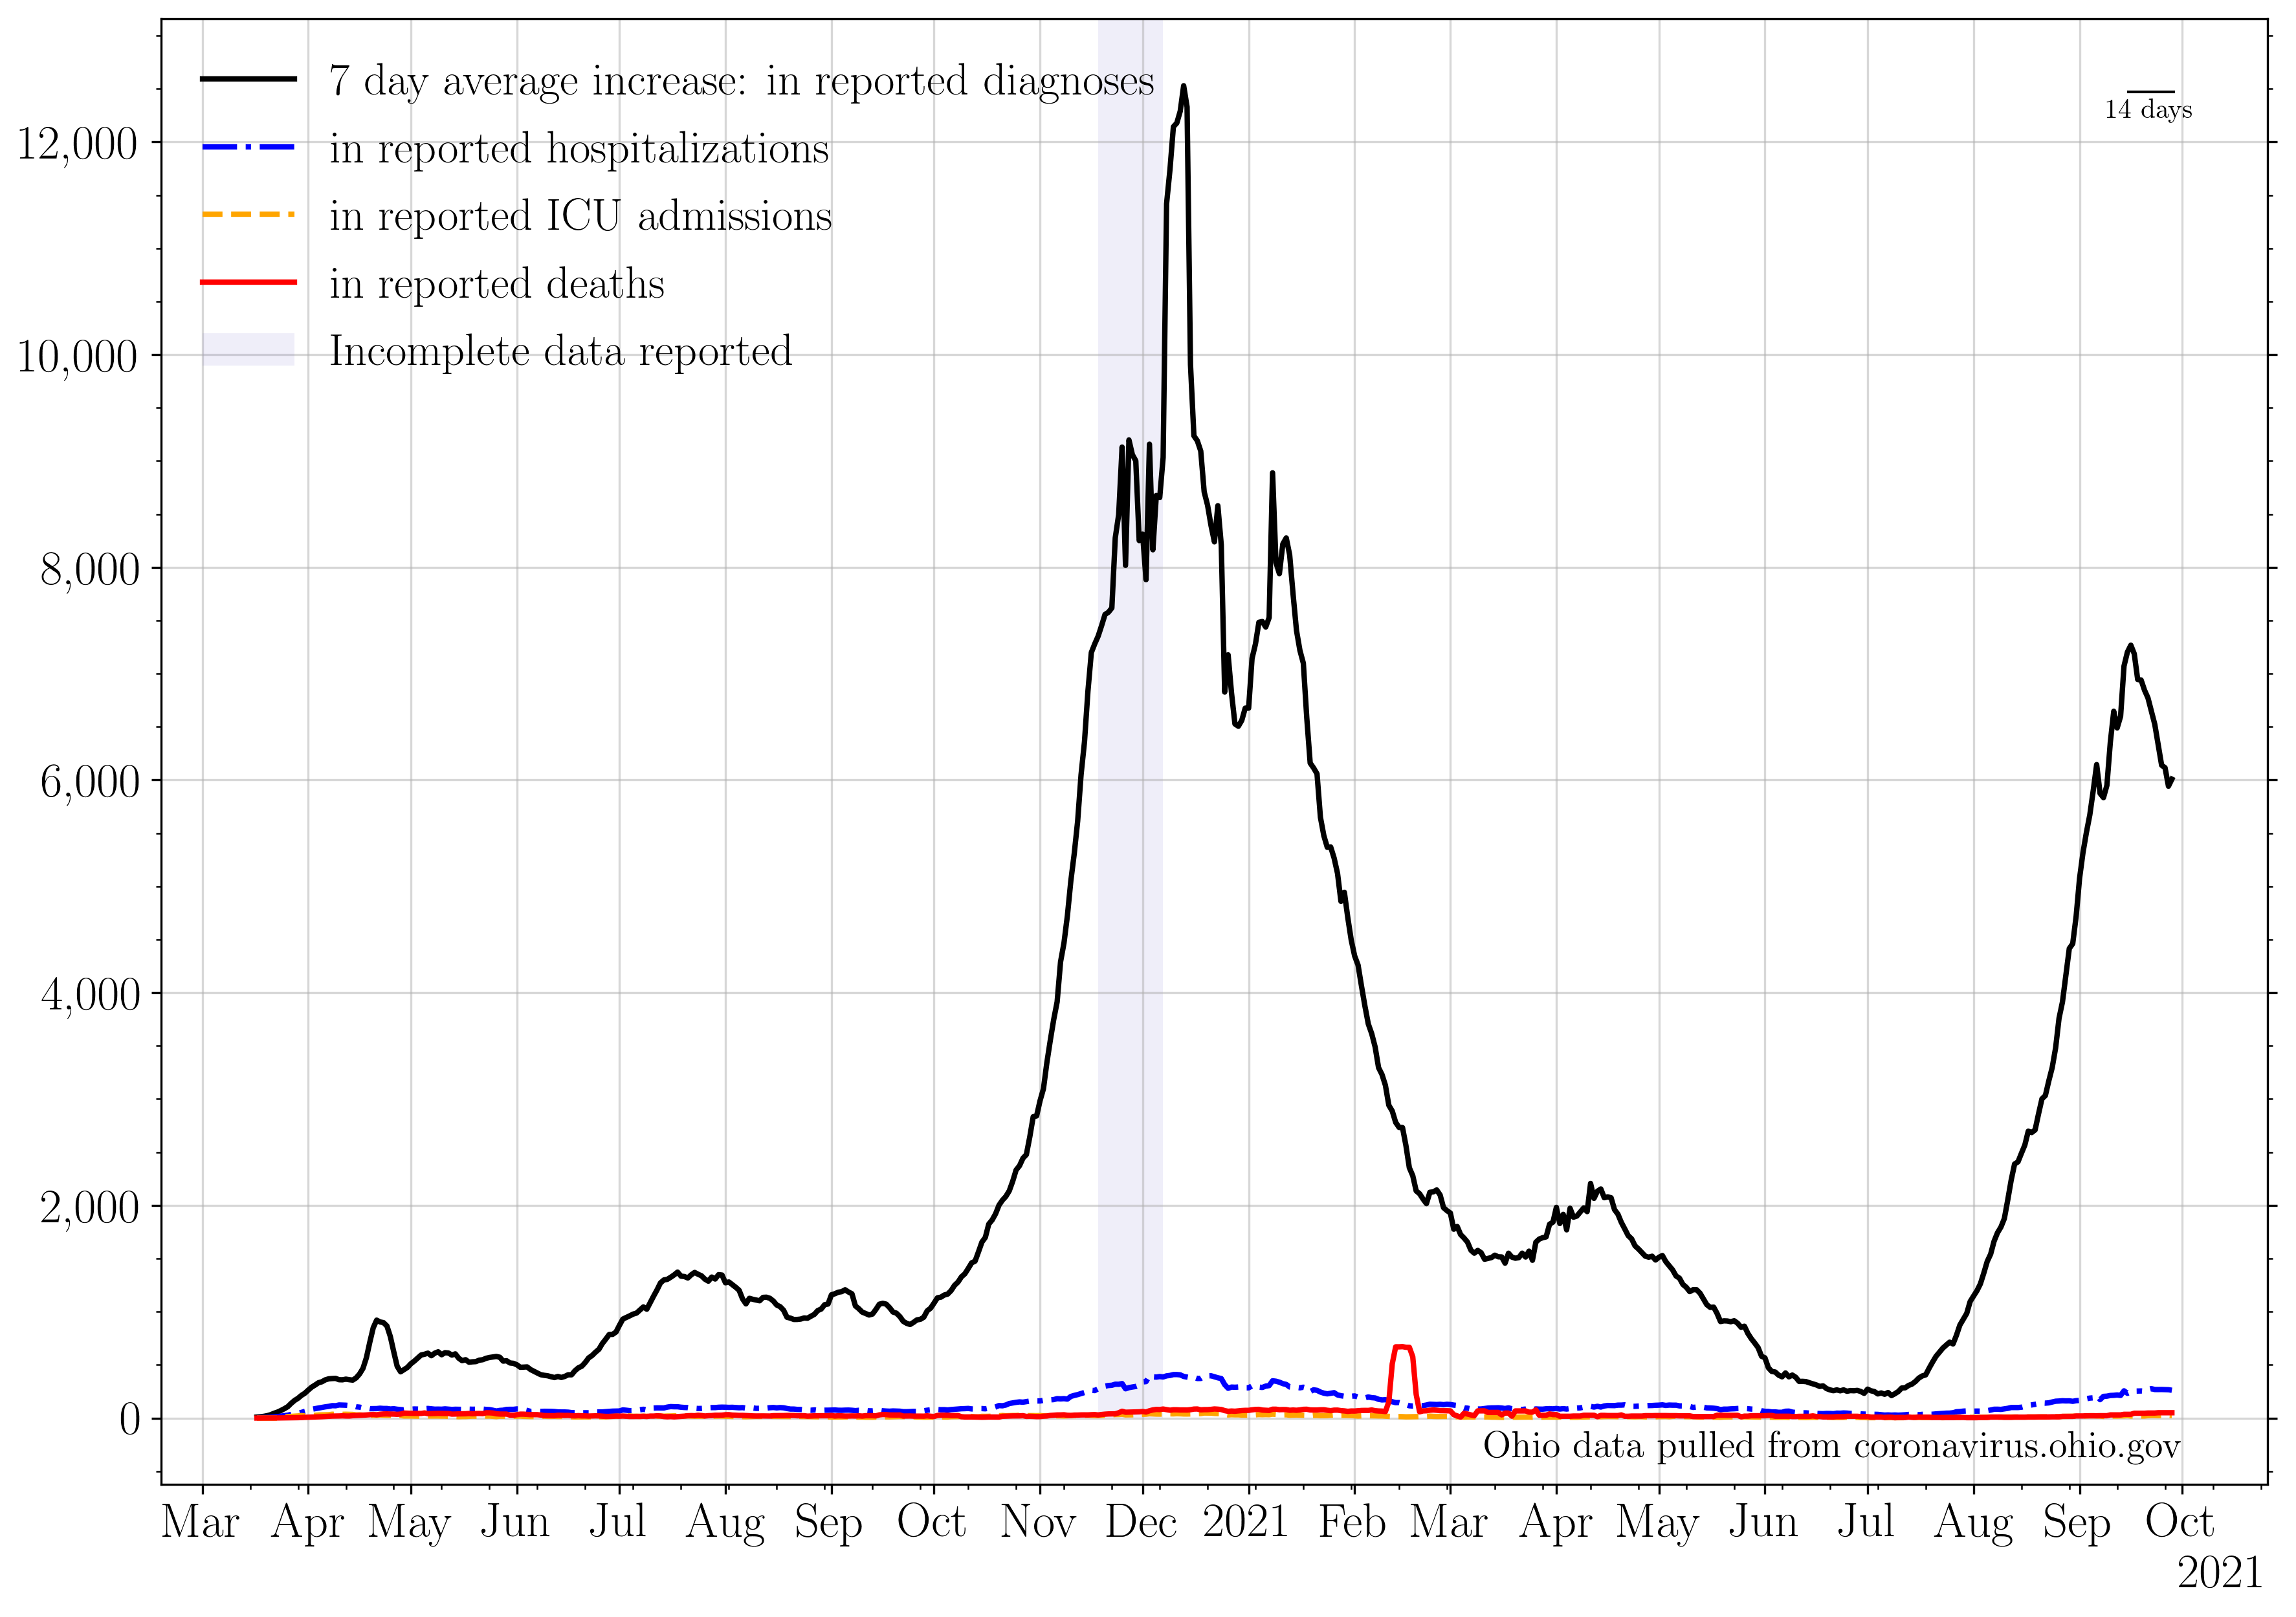 7 day average increase: in reported diagnoses
in reported hospitalizations
in reported ICU admissions
in reported deaths
Incomplete data reported
14 days
12,000
10,000
8,000
6,000
4,000
2,000
0
Ohio data pulled from coronavirus.ohio.gov
Mar Apr May Jun Jul Aug Sep Oct Nov Dec 2021 Feb Mar Apr May Jun Jul Aug Sep Oct
2021